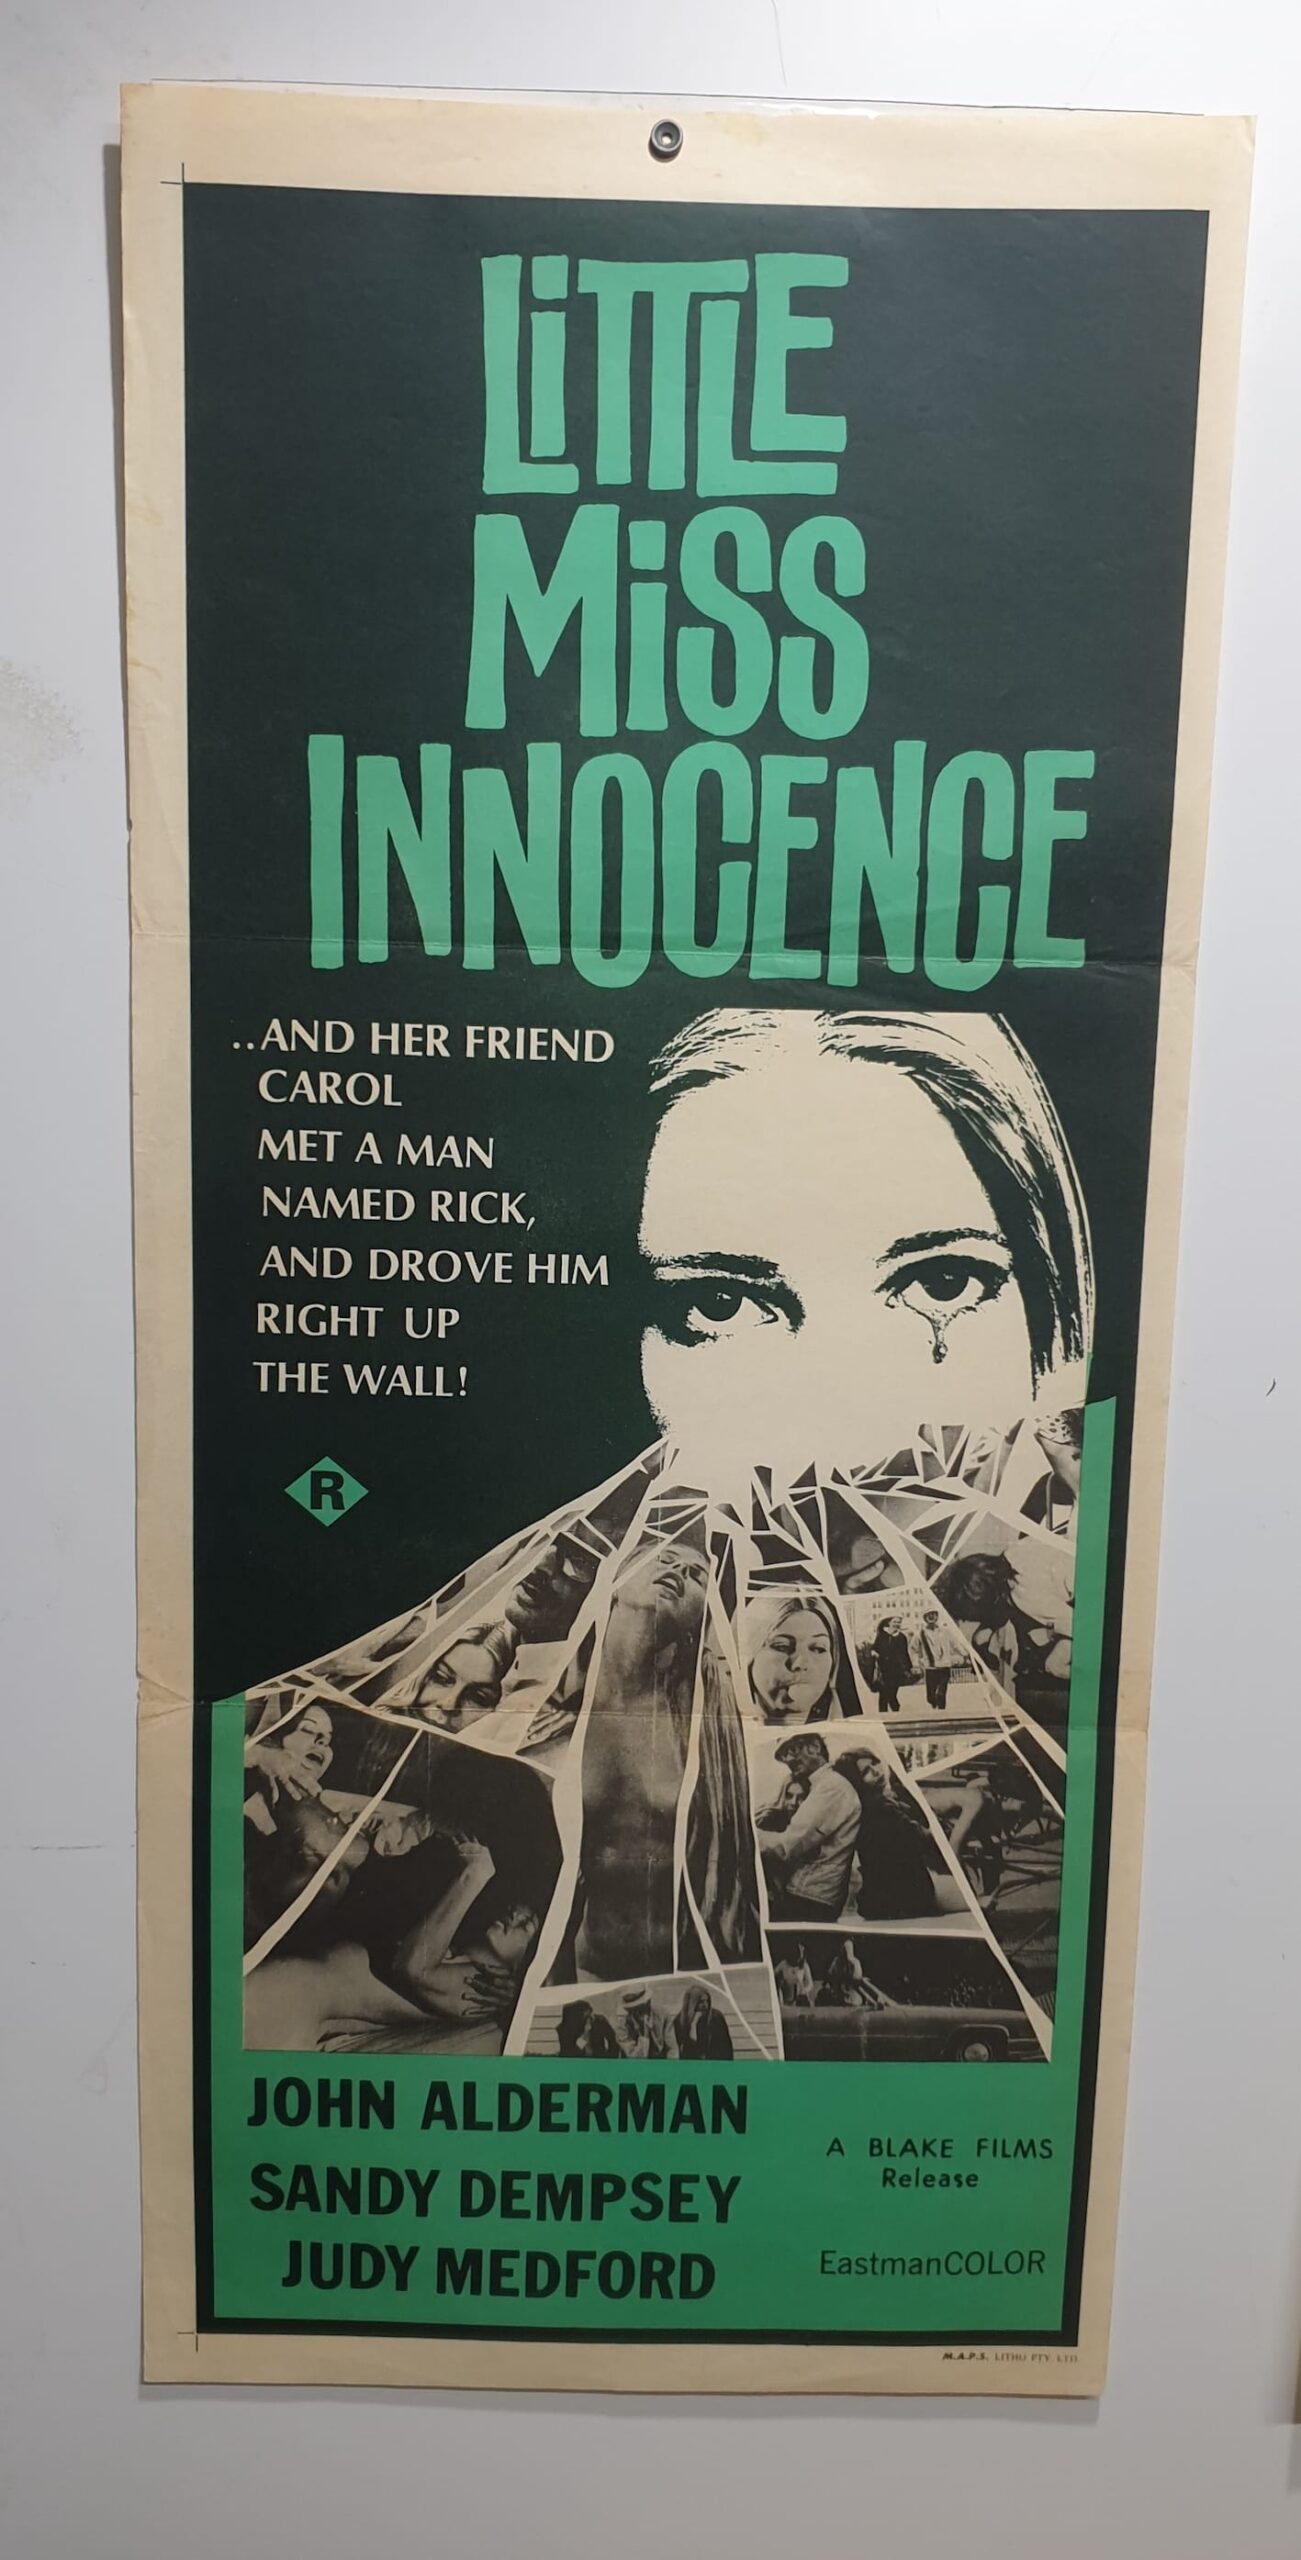 LiTTLE
MiSS
INNOCENCE
..AND HER FRIEND
CAROL
MET A MAN
NAMED RICK,
AND DROVE HIM
RIGHT UP
THE WALL!
R
JOHN ALDERMAN
SANDY DEMPSEY
JUDY MEDFORD
A BLAKE FILMS
Release
EastmanCOLOR
M.A.P.S. LITHO PTY. LTD